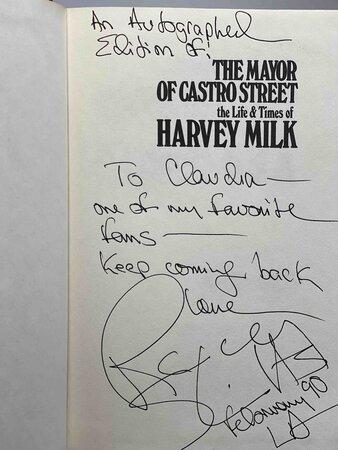 An Autographed
Edition of:
THE MAYOR
OF CASTRO STREET
the Life & Times of
HARVEY MILK
To Claudia—
one of my favorite
fans—
Keep coming back
Love
February 90